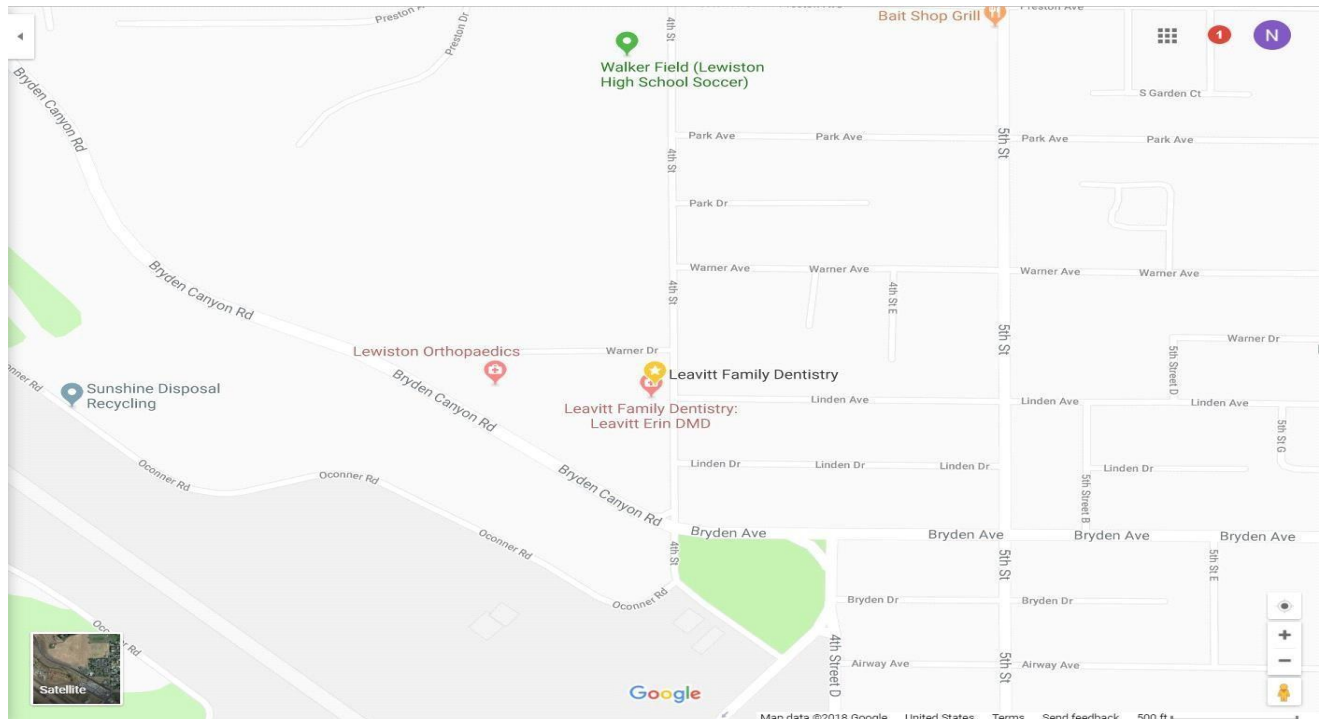 Preston A
Preston Dr
4th St
Bait Shop Grill
Preston Ave
1
N
Walker Field (Lewiston
High School Soccer)
S Garden Ct
Bryden Canyon Rd
Park Ave
Park Ave
5th St
Park Ave
Park Ave
4th St
Park Dr
Bryden Canyon Rd
Warner Ave
Warner Ave
Warner Ave
Warner Ave
4th St
4th St E
5th St
Lewiston Orthopaedics
Warner Dr
Warner Dr
5th Street D
oconner Rd
Sunshine Disposal
Recycling
Bryden Canyon Rd
Leavitt Family Dentistry
Leavitt Family Dentistry:
Leavitt Erin DMD
Linden Ave
Linden Ave
Linden Ave
5th St G
Oconner Rd
Oconner Rd
Bryden Canyon Rd
Linden Dr
Linden Dr
Linden Dr
Linden Dr
5th Street B
Oconner Rd
Bryden Ave
Bryden Ave
Bryden Ave
Bryden Ave
4th St
5th St
5th St E
Oconner Rd
Bryden Dr
Bryden Dr
Rd
4th Street D
5th St
Airway Ave
Airway Ave
Satellite
Google
Map data ©2018 Google United States Terms Send feedback 500 ft